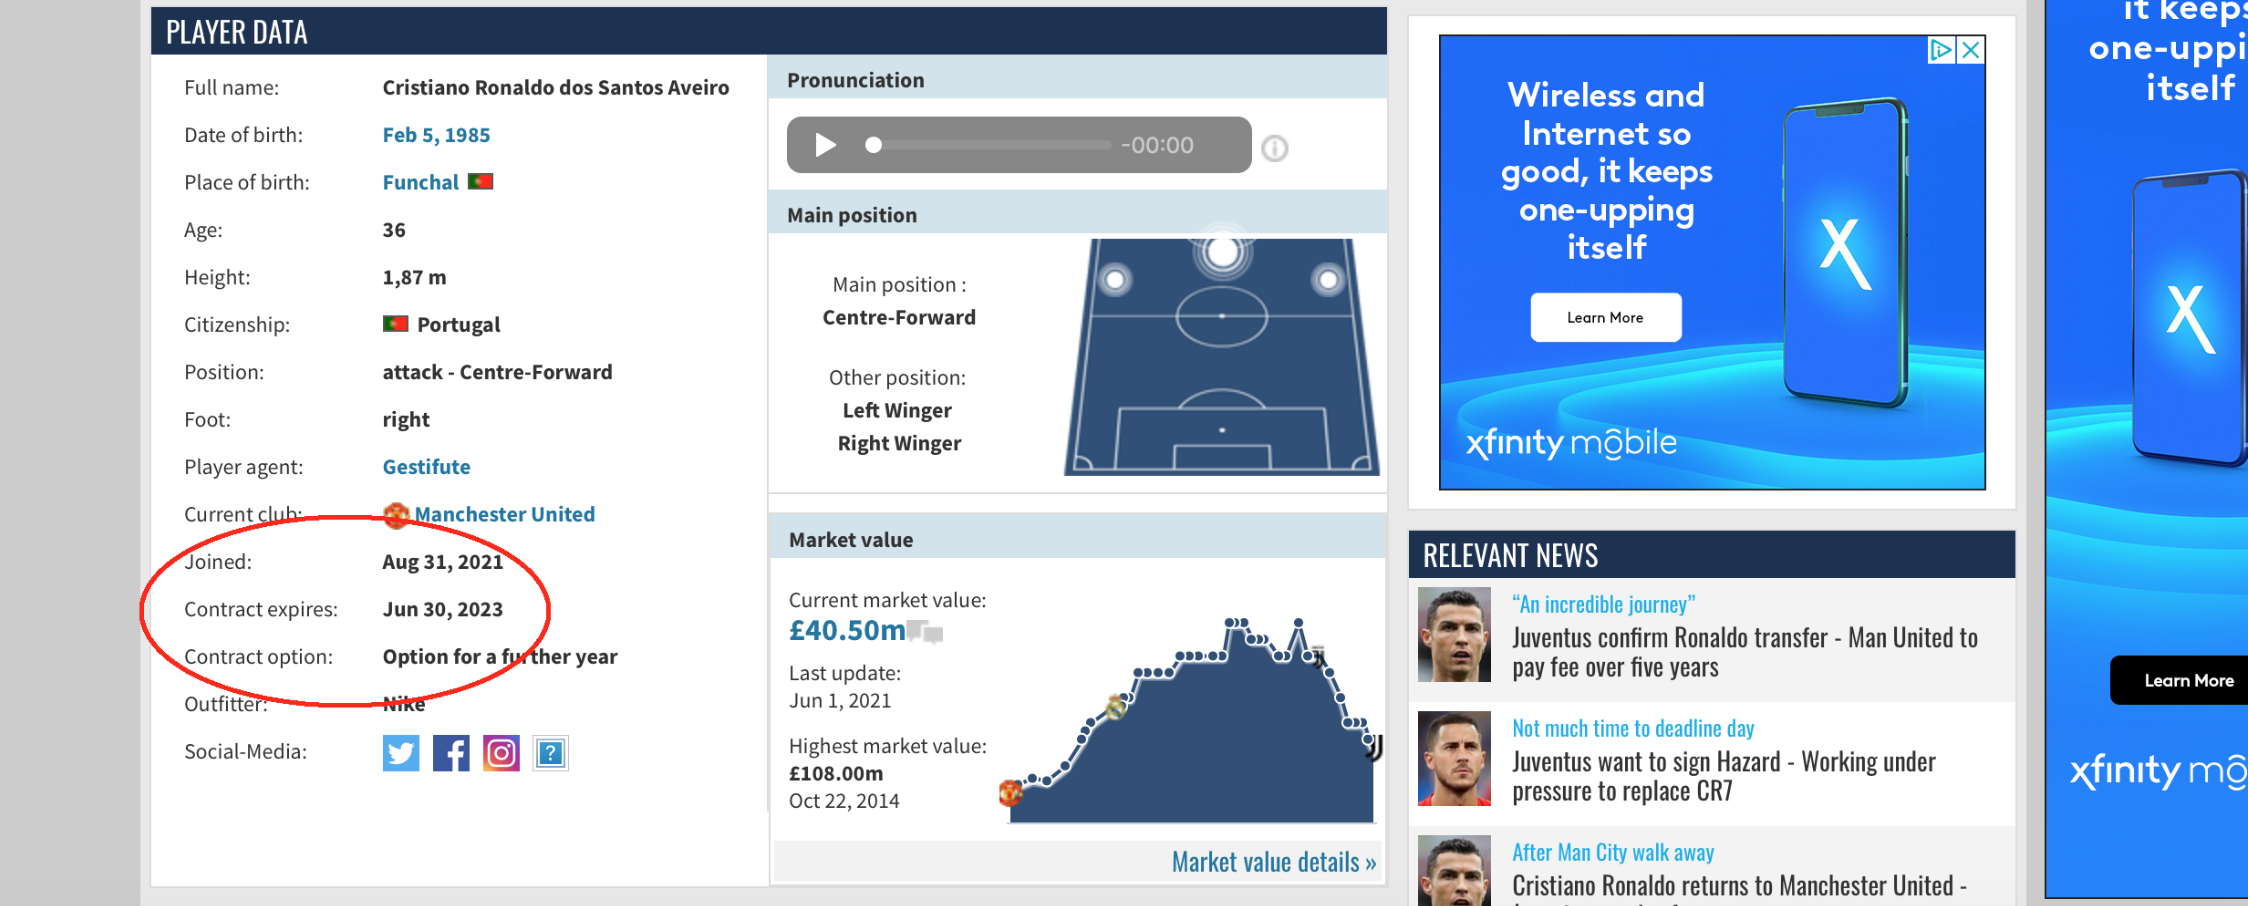 PLAYER DATA
Full name: Cristiano Ronaldo dos Santos Aveiro
Date of birth: Feb 5, 1985
Place of birth: Funchal
Age: 36
Height: 1,87 m
Citizenship: Portugal
Position: attack - Centre-Forward
Foot: right
Player agent: Gestifute
Current club: Manchester United
Joined: Aug 31, 2021
Contract expires: Jun 30, 2023
Contract option: Option for a further year
Outfitter: Nike
Social-Media:
Pronunciation
-00:00
Main position
Main position :
Centre-Forward
Other position:
Left Winger
Right Winger
Market value
Current market value:
£40.50m
Last update:
Jun 1, 2021
Highest market value:
£108.00m
Oct 22, 2014
Market value details »
Wireless and
Internet so
good, it keeps
one-upping
itself
Learn More
xfinity mobile
RELEVANT NEWS
“An incredible journey”
Juventus confirm Ronaldo transfer - Man United to
pay fee over five years
Not much time to deadline day
Juventus want to sign Hazard - Working under
pressure to replace CR7
After Man City walk away
Cristiano Ronaldo returns to Manchester United -
it keeps
one-uppi
itself
Learn More
xfinity mo